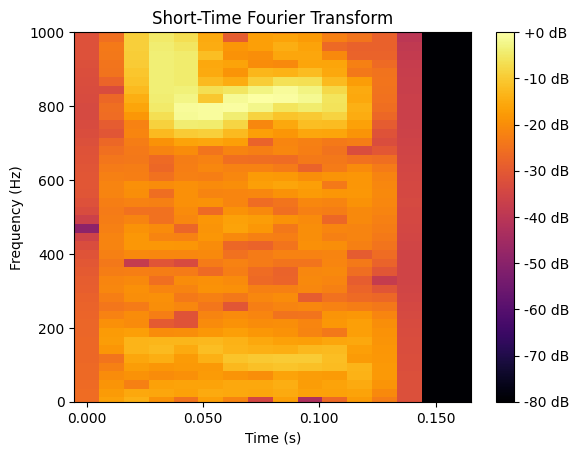 Short-Time Fourier Transform
1000
800
600
400
200
0
Frequency (Hz)
0.000
0.050
0.100
0.150
Time (s)
+0 dB
-10 dB
-20 dB
-30 dB
-40 dB
-50 dB
-60 dB
-70 dB
-80 dB